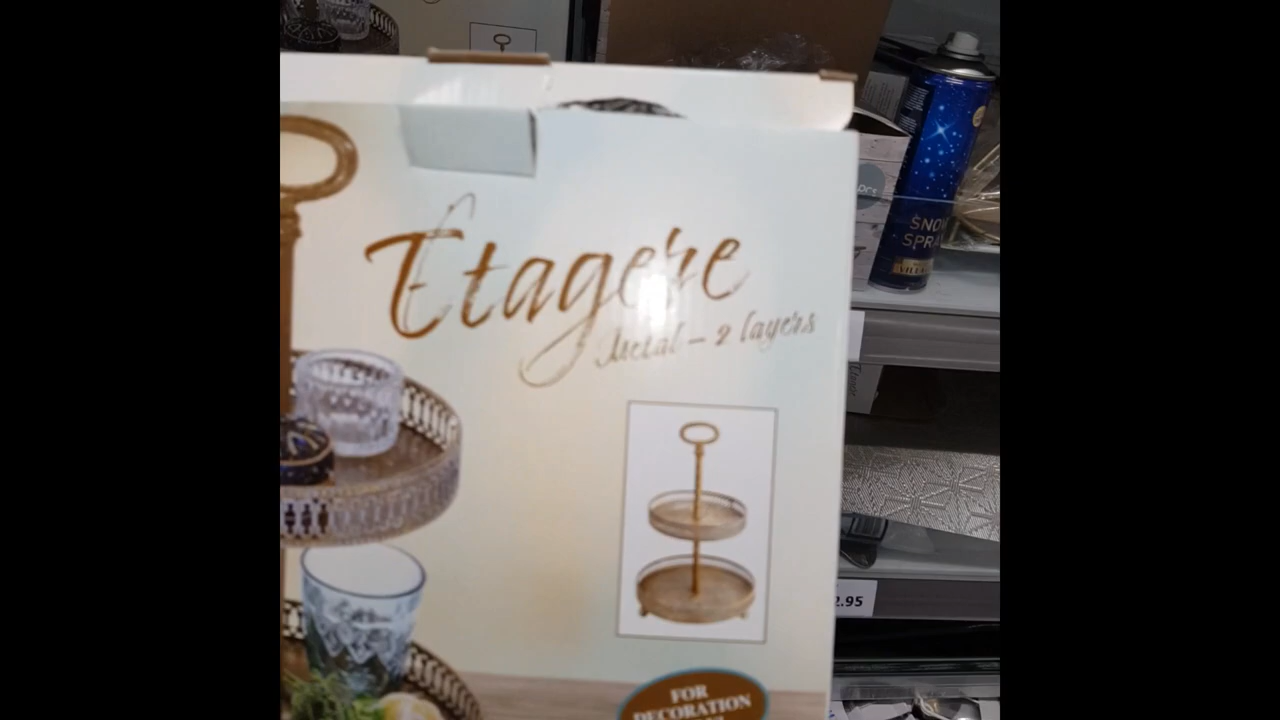 Etagere
Metal - 2 layers
FOR
DECORATION
SNOW
SPRAY
2.95